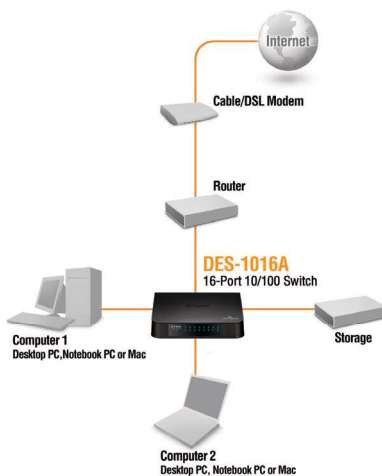 Internet
Cable/DSL Modem
Router
DES-1016A
16-Port 10/100 Switch
Computer 1
Desktop PC,Notebook PC or Mac
Storage
Computer 2
Desktop PC, Notebook PC or Mac